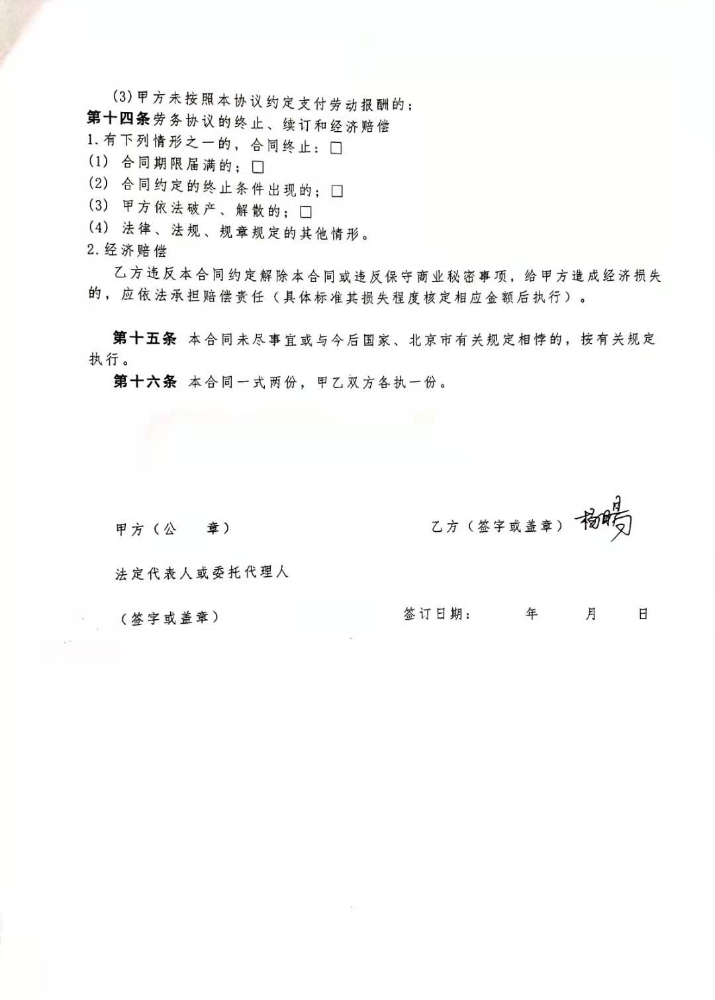 (3)甲方未按照本协议约定支付劳动报酬的；
第十四条劳务协议的终止、续订和经济赔偿
1.有下列情形之一的，合同终止：□
(1) 合同期限届满的；□
(2) 合同约定的终止条件出现的；□
(3) 甲方依法破产、解散的；□
(4) 法律、法规、规章规定的其他情形。
2.经济赔偿
乙方违反本合同约定解除本合同或违反保守商业秘密事项，给甲方造成经济损失
的，应依法承担赔偿责任（具体标准其损失程度核定相应金额后执行）。
第十五条 本合同未尽事宜或与今后国家、北京市有关规定相悖的，按有关规定
执行。
第十六条 本合同一式两份，甲乙双方各执一份。
甲方（公 章） 乙方（签字或盖章）杨暘
法定代表人或委托代理人
（签字或盖章） 签订日期： 年 月 日